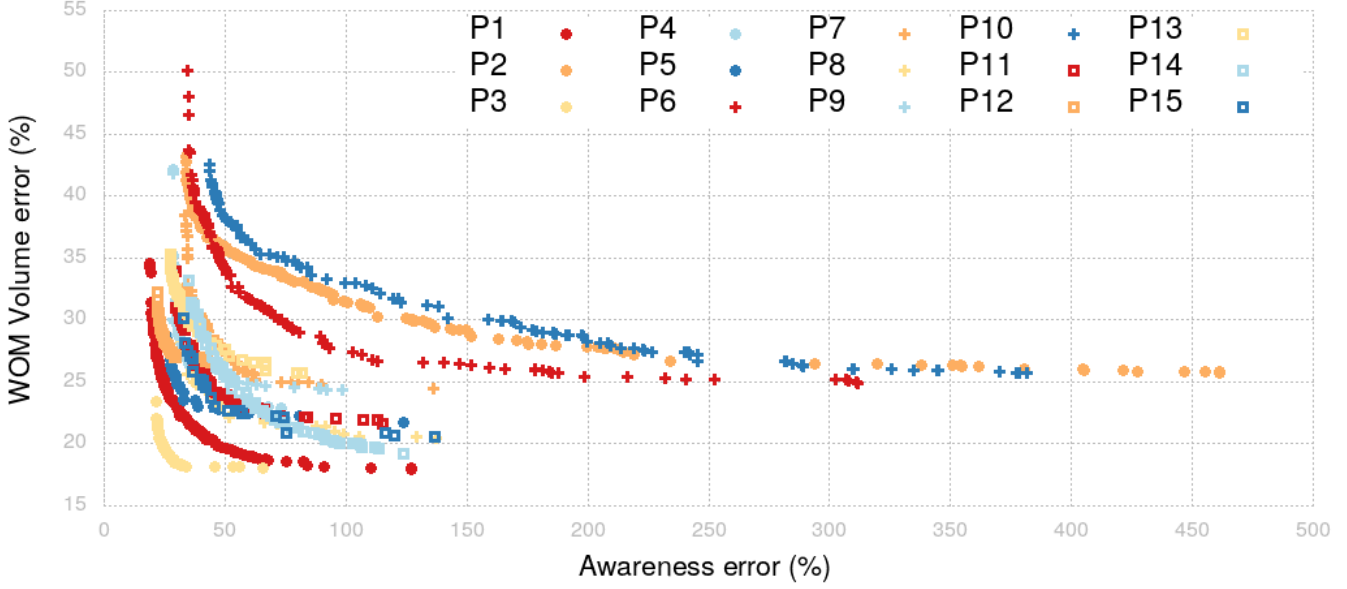 55
50
45
40
35
30
25
20
15
WOM Volume error (%)
P1 P4 P7 P10 P13
P2 P5 P8 P11 P14
P3 P6 P9 P12 P15
0 50 100 150 200 250 300 350 400 450 500
Awareness error (%)